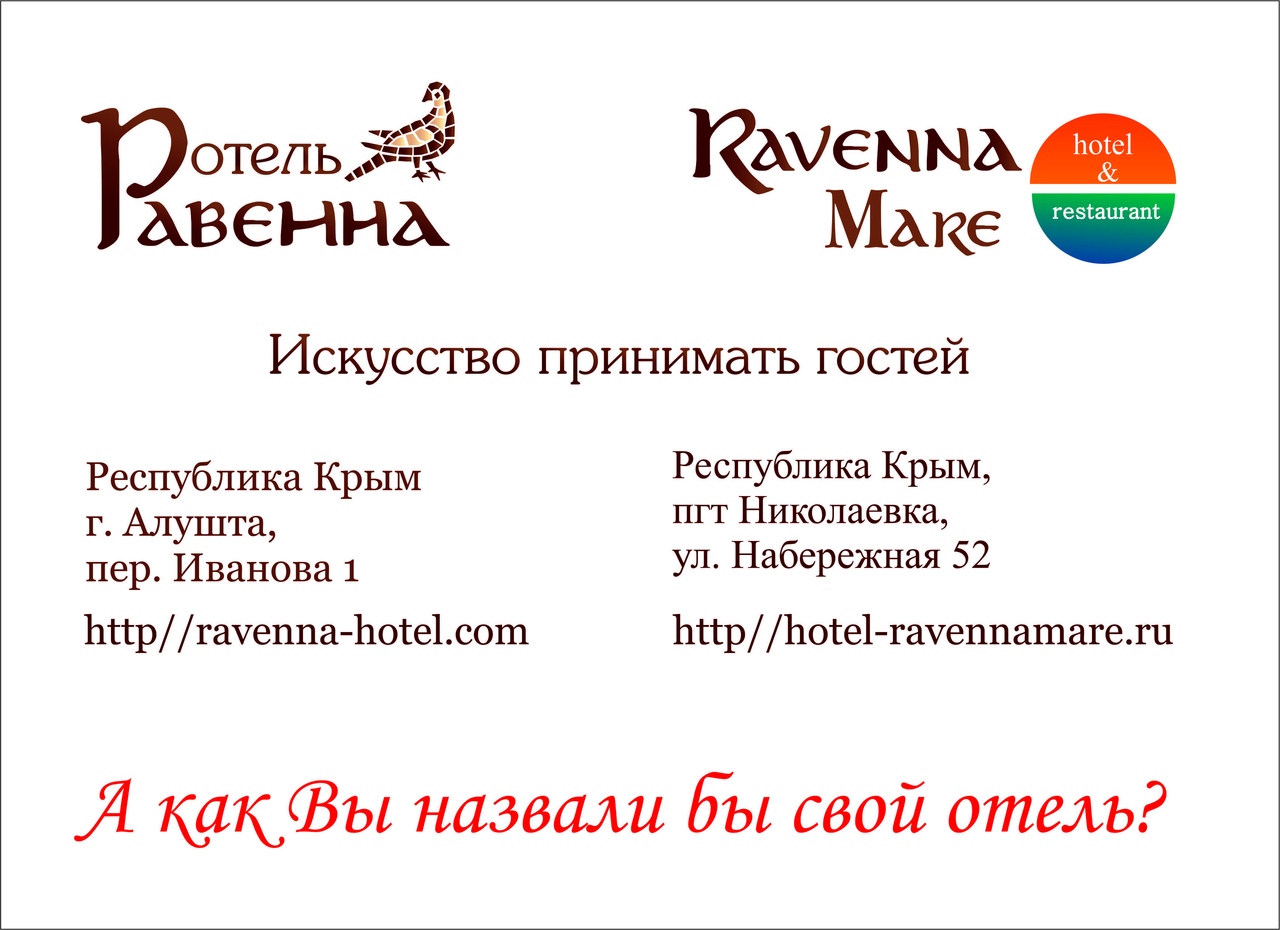 отель
Равенна
Ravenna
Mare
hotel
&
restaurant
Искусство принимать гостей
Республика Крым
г. Алушта,
пер. Иванова 1
http//ravenna-hotel.com
Республика Крым,
пгт Николаевка,
ул. Набережная 52
http//hotel-ravennamare.ru
А как Вы назвали бы свой отель?